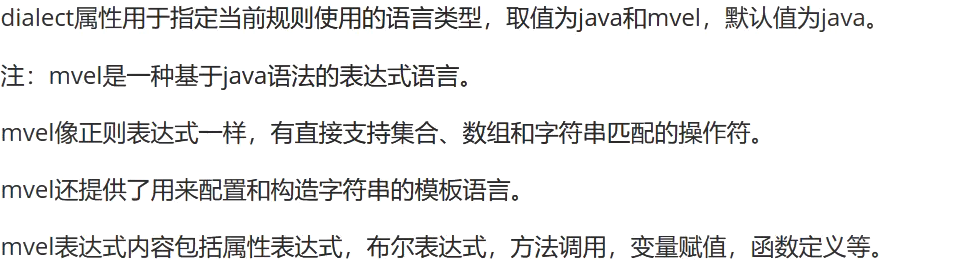 dialect属性用于指定当前规则使用的语言类型，取值为java和mvel，默认值为java。
注：mvel是一种基于java语法的表达式语言。
mvel像正则表达式一样，有直接支持集合、数组和字符串匹配的操作符。
mvel还提供了用来配置和构造字符串的模板语言。
mvel表达式内容包括属性表达式，布尔表达式，方法调用，变量赋值，函数定义等。